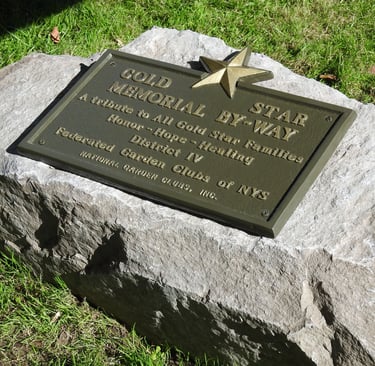 GOLD STAR
MEMORIAL BY-WAY
A tribute to All Gold Star Families
Honor - Hope - Healing
District IV
Federated Garden Clubs of NYS
NATIONAL GARDEN CLUBS, INC.